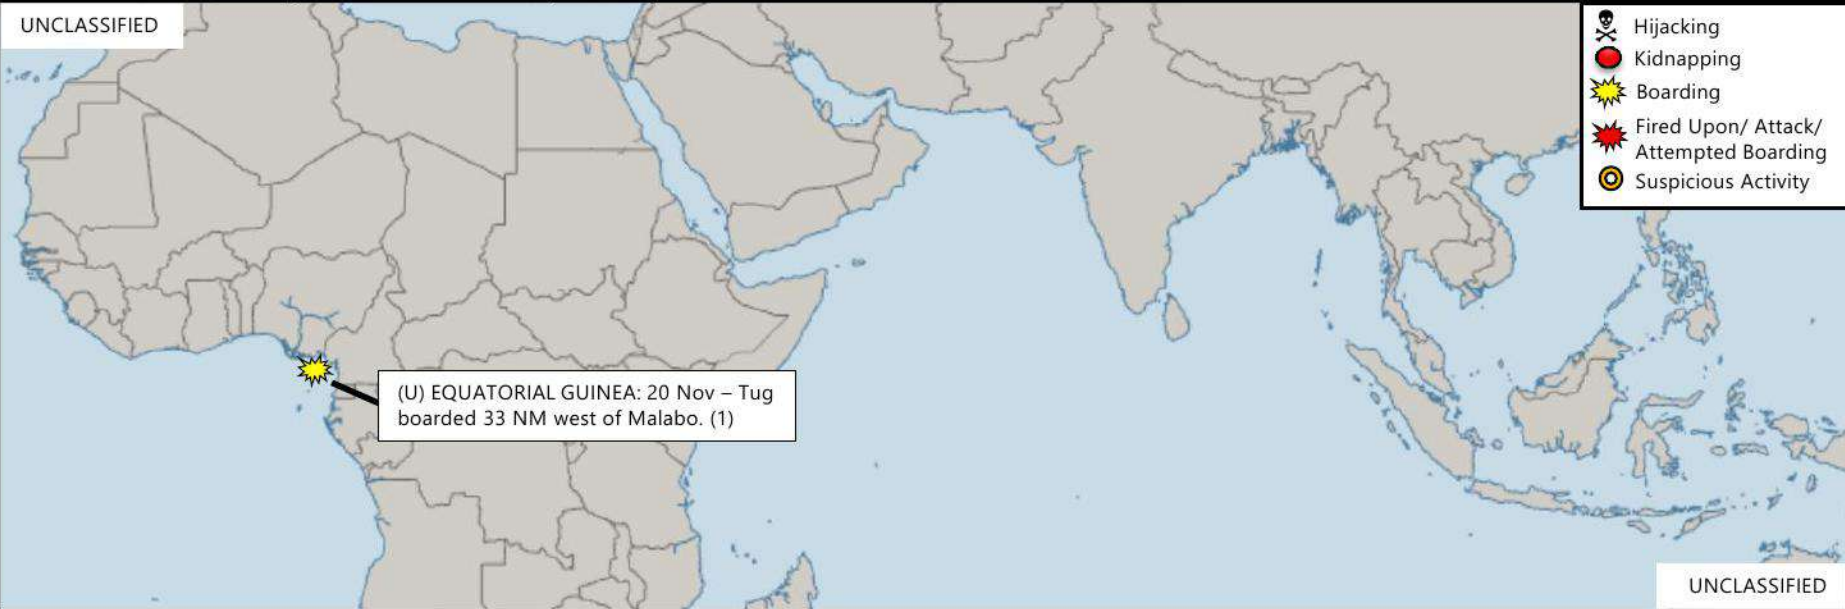 UNCLASSIFIED
Hijacking
Kidnapping
Boarding
Fired Upon/ Attack/
Attempted Boarding
Suspicious Activity
(U) EQUATORIAL GUINEA: 20 Nov – Tug
boarded 33 NM west of Malabo. (1)
UNCLASSIFIED